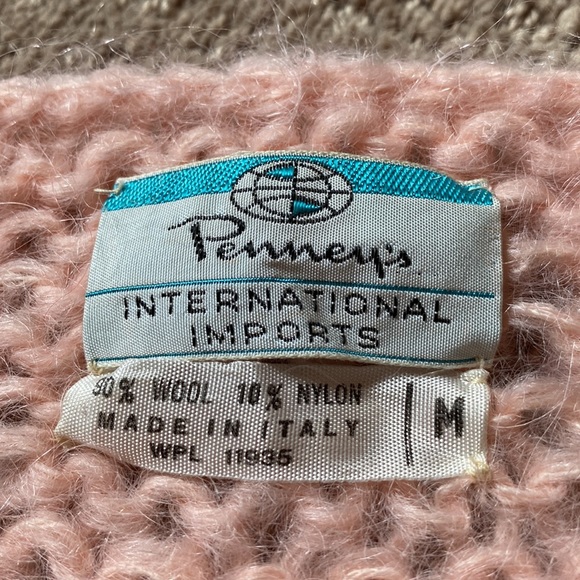 Penney's
INTERNATIONAL
IMPORTS
90% WOOL 10% NYLON
MADE IN ITALY
WPL 11935
M